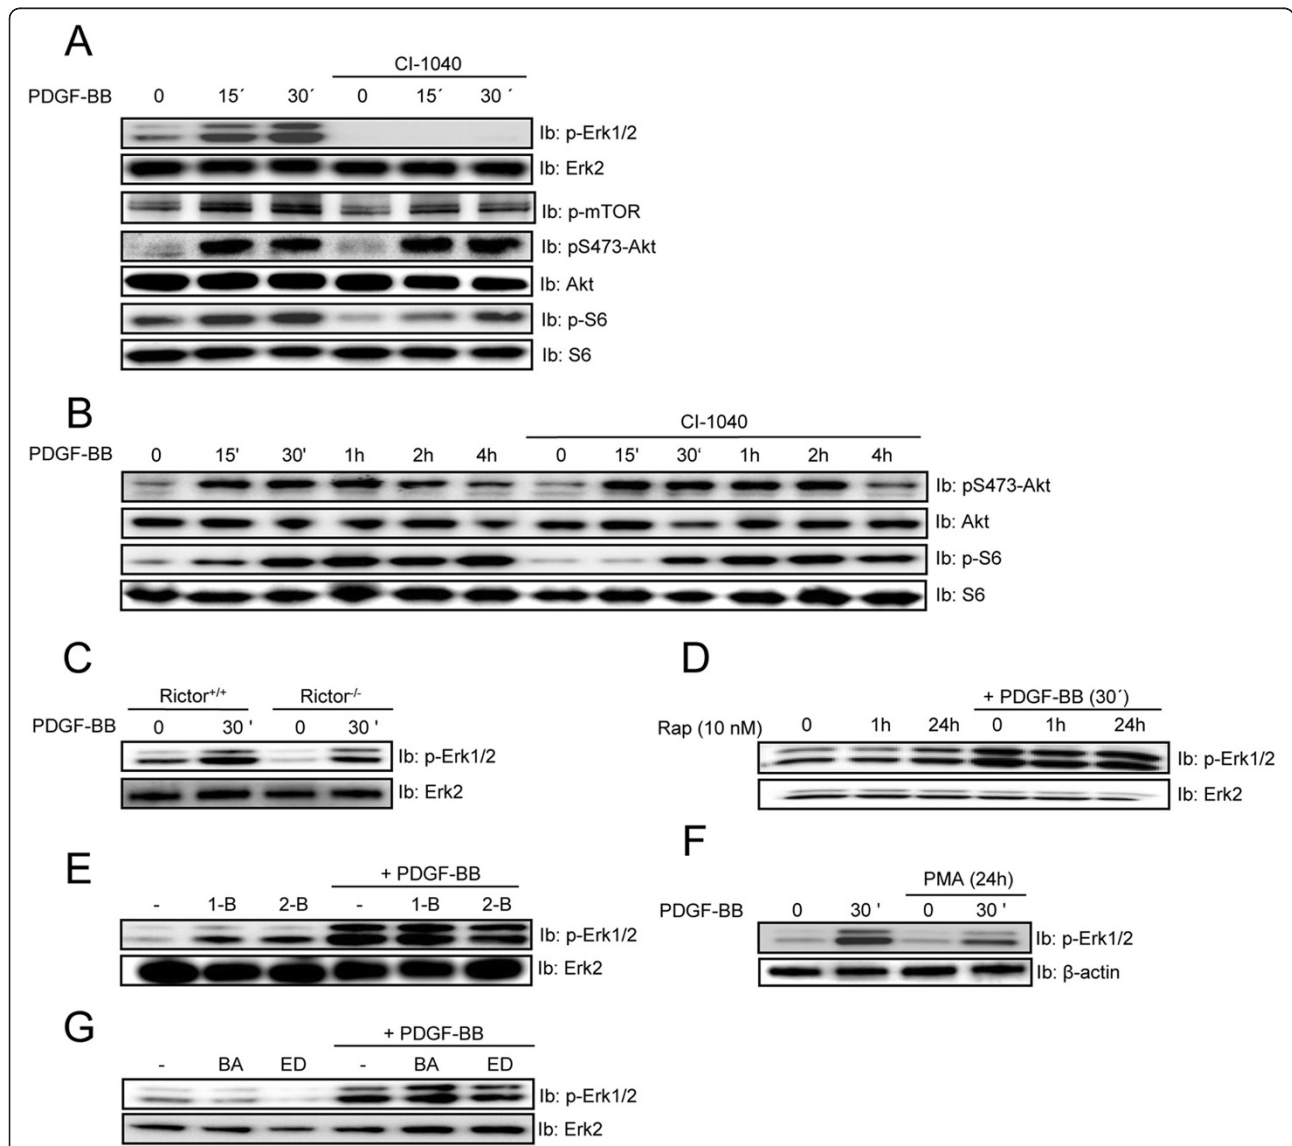 A
CI-1040
PDGF-BB 0 15´ 30´ 0 15´ 30 ´
Ib: p-Erk1/2
Ib: Erk2
Ib: p-mTOR
Ib: pS473-Akt
Ib: Akt
Ib: p-S6
Ib: S6
B
CI-1040
PDGF-BB 0 15' 30' 1h 2h 4h 0 15' 30' 1h 2h 4h
Ib: pS473-Akt
Ib: Akt
Ib: p-S6
Ib: S6
C
Rictor+/+ Rictor-/-
PDGF-BB 0 30 ' 0 30 '
Ib: p-Erk1/2
Ib: Erk2
D
+ PDGF-BB (30´)
Rap (10 nM) 0 1h 24h 0 1h 24h
Ib: p-Erk1/2
Ib: Erk2
E
+ PDGF-BB
- 1-B 2-B - 1-B 2-B
Ib: p-Erk1/2
Ib: Erk2
F
PMA (24h)
PDGF-BB 0 30 ' 0 30 '
Ib: p-Erk1/2
Ib: β-actin
G
+ PDGF-BB
- BA ED - BA ED
Ib: p-Erk1/2
Ib: Erk2